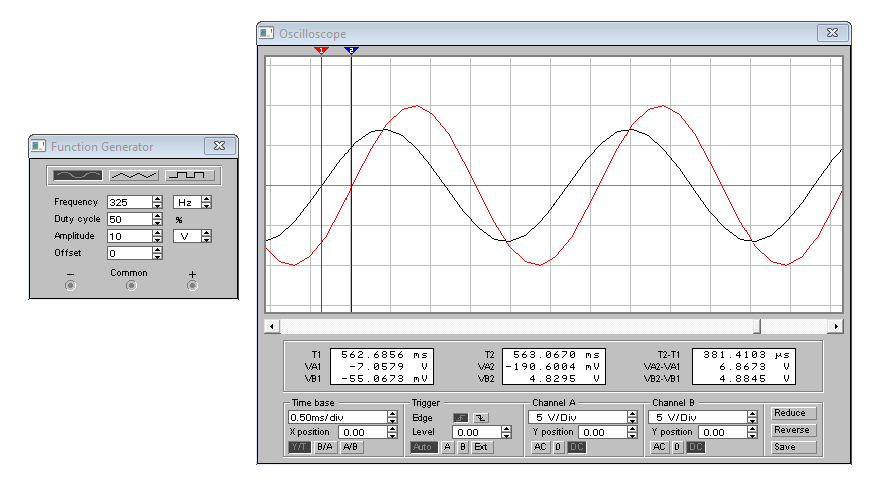 Oscilloscope
1 2
Function Generator
Frequency 325 Hz
Duty cycle 50 %
Amplitude 10 V
Offset 0
− Common +
T1 562.6856 ms
VA1 -7.0579 V
VB1 -55.0673 mV
T2 563.0670 ms
VA2 -190.6004 mV
VB2 4.8295 V
T2-T1 381.4103 µs
VA2-VA1 6.8673 V
VB2-VB1 4.8845 V
Time base
0.50ms/div
X position 0.00
Y/T B/A A/B
Trigger
Edge
Level 0.00
Auto A B Ext
Channel A
5 V/Div
Y position 0.00
AC 0 DC
Channel B
5 V/Div
Y position 0.00
AC 0 DC
Reduce
Reverse
Save